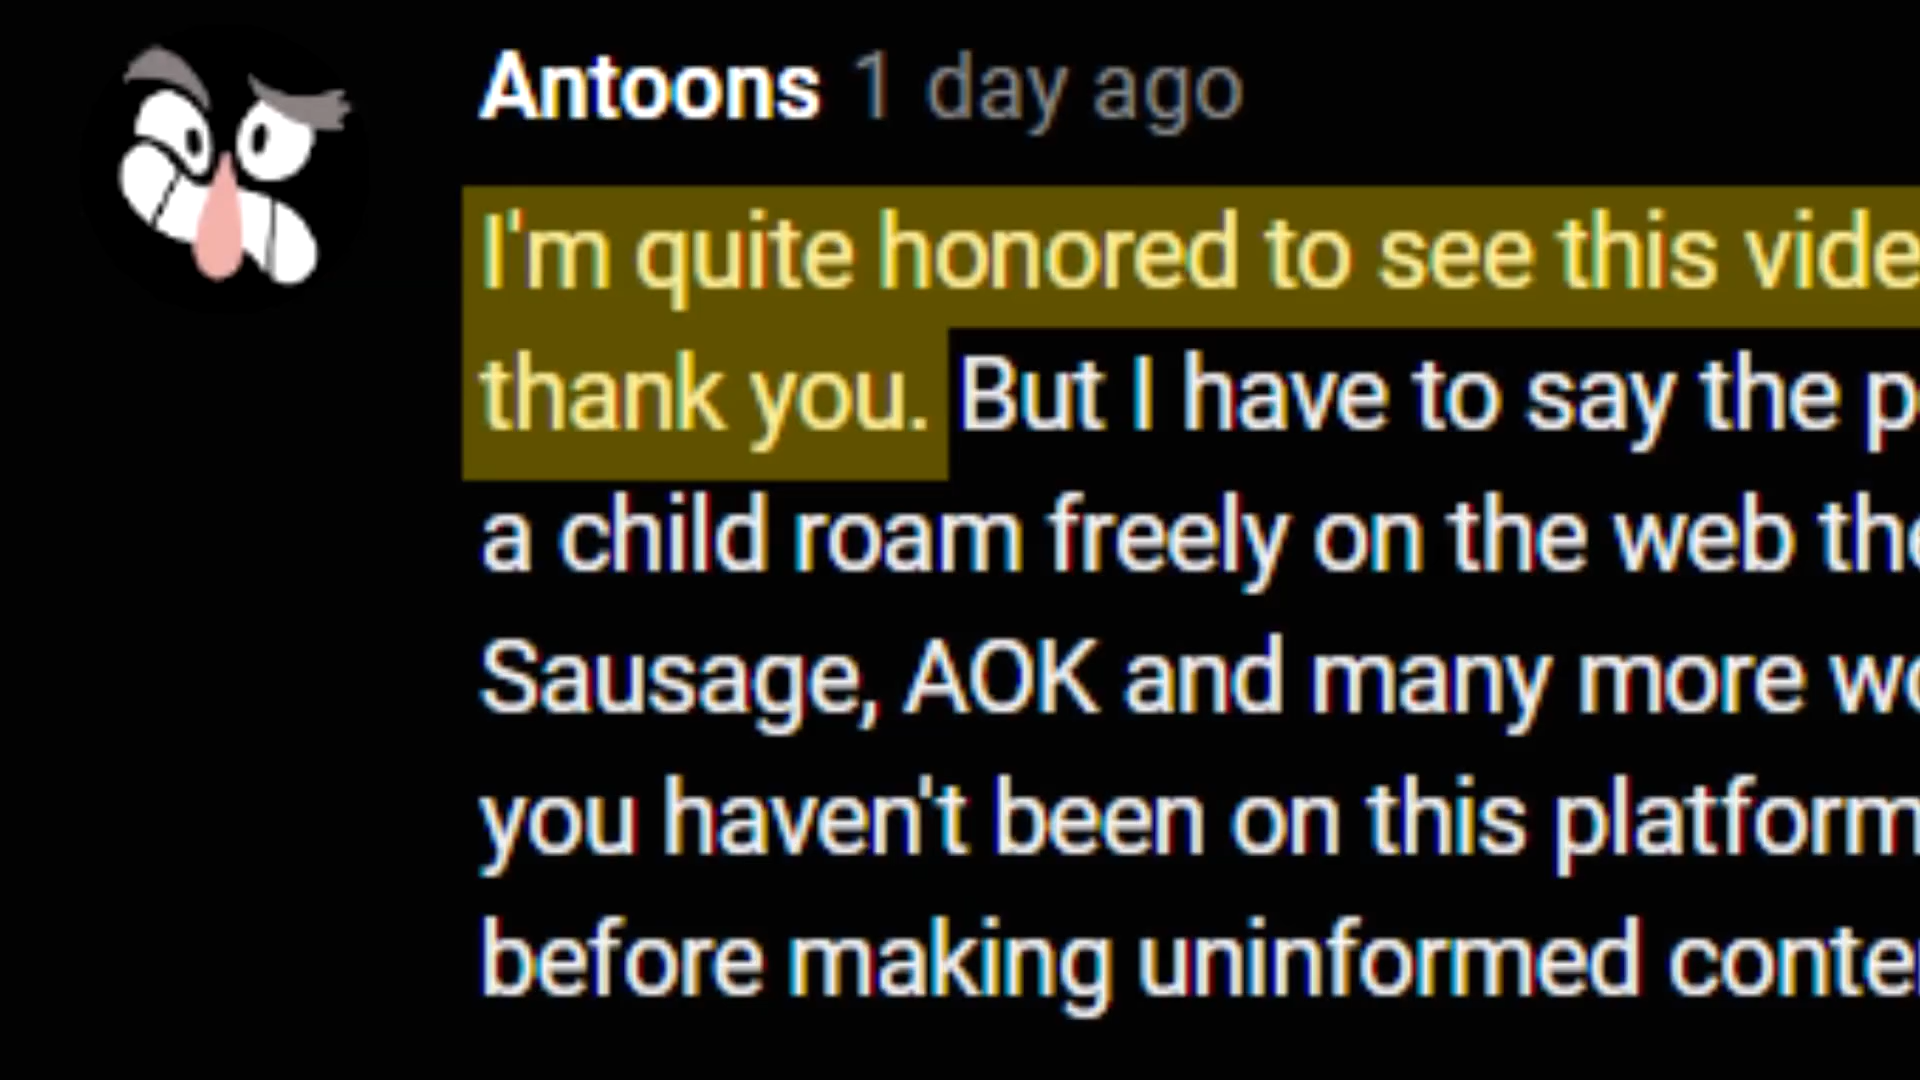 Antoons 1 day ago
I'm quite honored to see this vide
thank you. But I have to say the p
a child roam freely on the web the
Sausage, AOK and many more wo
you haven't been on this platform
before making uninformed conte